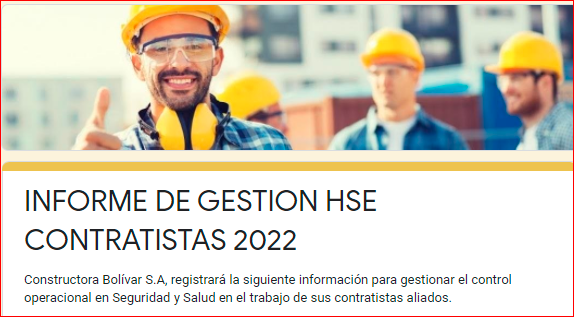 INFORME DE GESTION HSE
CONTRATISTAS 2022
Constructora Bolívar S.A, registrará la siguiente información para gestionar el control
operacional en Seguridad y Salud en el trabajo de sus contratistas aliados.